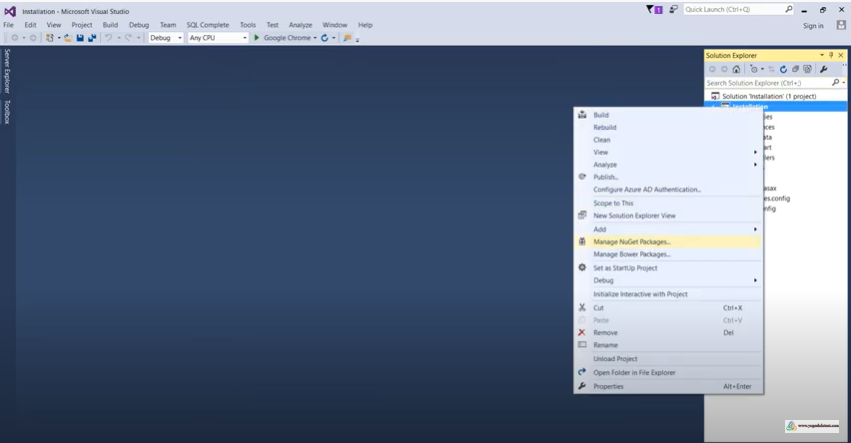 Installation - Microsoft Visual Studio
1
Quick Launch (Ctrl+Q)
File Edit View Project Build Debug Team SQL Complete Tools Test Analyze Window Help
Sign in
Debug Any CPU Google Chrome
Server Explorer
Toolbox
Solution Explorer
Search Solution Explorer (Ctrl+;)
Solution 'Installation' (1 project)
Installation
Build
Rebuild
Clean
View
Analyze
Publish...
Configure Azure AD Authentication...
Scope to This
New Solution Explorer View
Add
Manage NuGet Packages...
Manage Bower Packages...
Set as StartUp Project
Debug
Initialize Interactive with Project
Cut Ctrl+X
Paste Ctrl+V
Remove Del
Rename
Unload Project
Open Folder in File Explorer
Properties Alt+Enter
ies
nces
ata
art
llers
asax
es.config
nfig